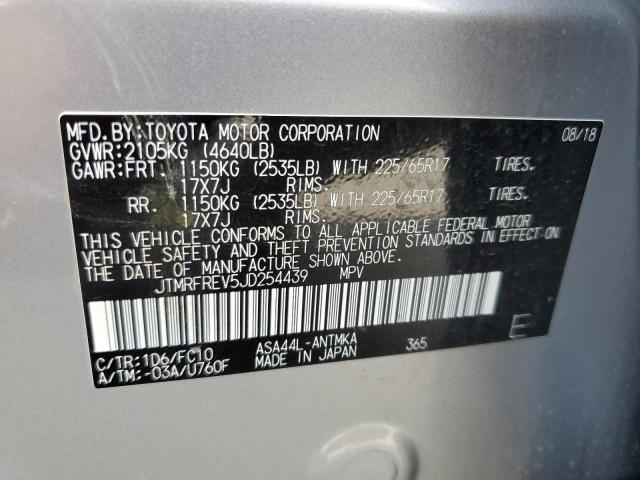 MFD. BY: TOYOTA MOTOR CORPORATION 08/18
GVWR: 2105KG (4640LB)
GAWR: FRT. 1150KG (2535LB) WITH 225/65R17 TIRES.
17X7J RIMS.
RR. 1150KG (2535LB) WITH 225/65R17 TIRES.
17X7J RIMS.
THIS VEHICLE CONFORMS TO ALL APPLICABLE FEDERAL MOTOR
VEHICLE SAFETY AND THEFT PREVENTION STANDARDS IN EFFECT ON
THE DATE OF MANUFACTURE SHOWN ABOVE.
JTMRFREV5JD254439 MPV
C/TR: 1D6/FC10 ASA44L-ANTMKA 365 E
A/TM: -03A/U760F MADE IN JAPAN